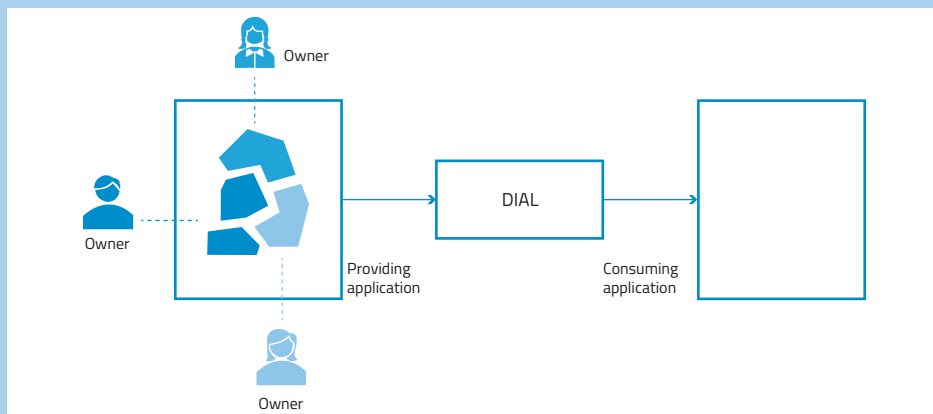 Owner
Owner
DIAL
Providing
application
Consuming
application
Owner